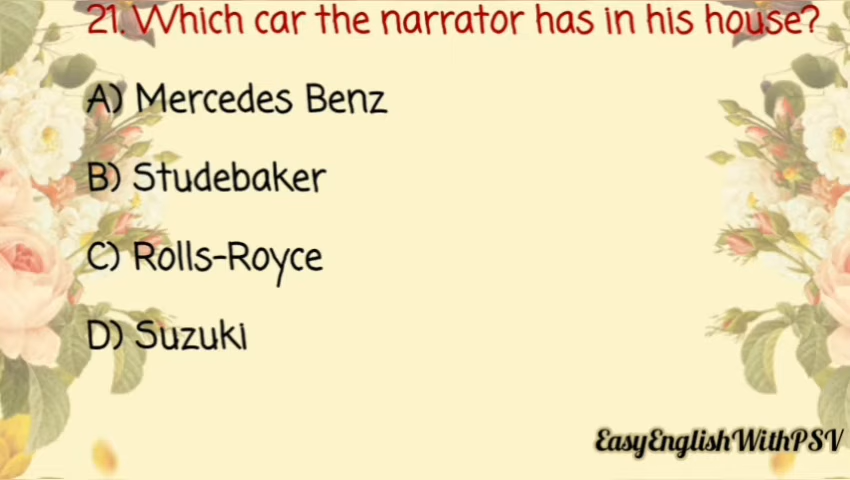 21. Which car the narrator has in his house?
A) Mercedes Benz
B) Studebaker
C) Rolls-Royce
D) Suzuki
EasyEnglishWithPSV